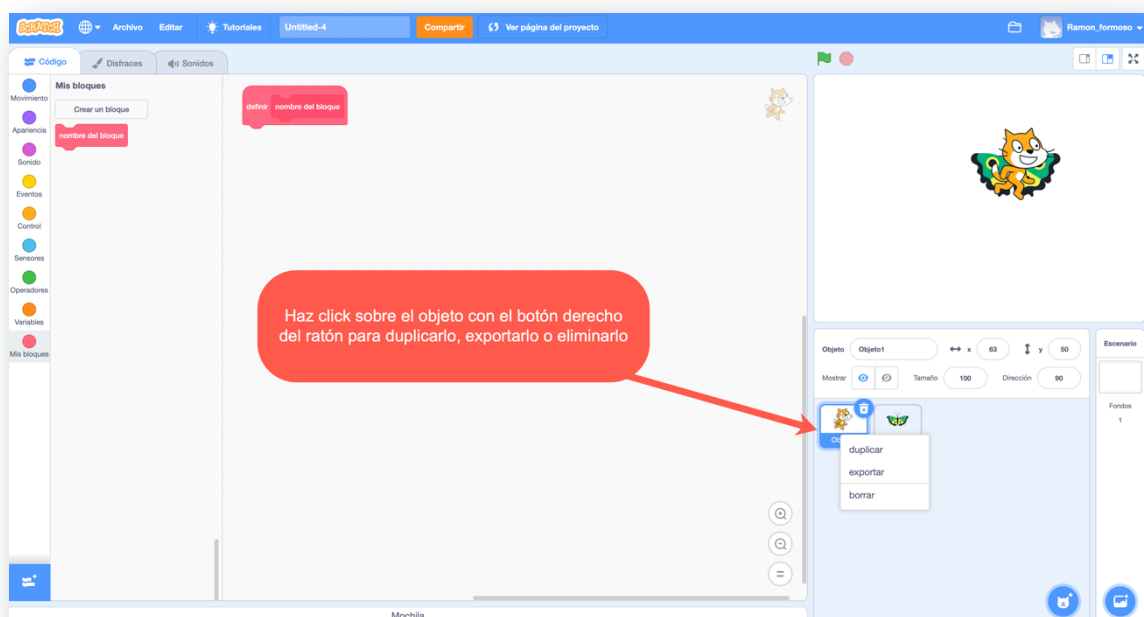 SCRATCH
Archivo
Editar
Tutoriales
Untitled-4
Compartir
Ver página del proyecto
Ramon_formoso
Código
Disfraces
Sonidos
Movimiento
Apariencia
Sonido
Eventos
Control
Sensores
Operadores
Variables
Mis bloques
Mis bloques
Crear un bloque
nombre del bloque
definir nombre del bloque
Haz click sobre el objeto con el botón derecho
del ratón para duplicarlo, exportarlo o eliminarlo
Objeto Objeto1 x 63 y 50
Mostrar Tamaño 100 Dirección 90
duplicar
exportar
borrar
Escenario
Fondos
1
Mochila